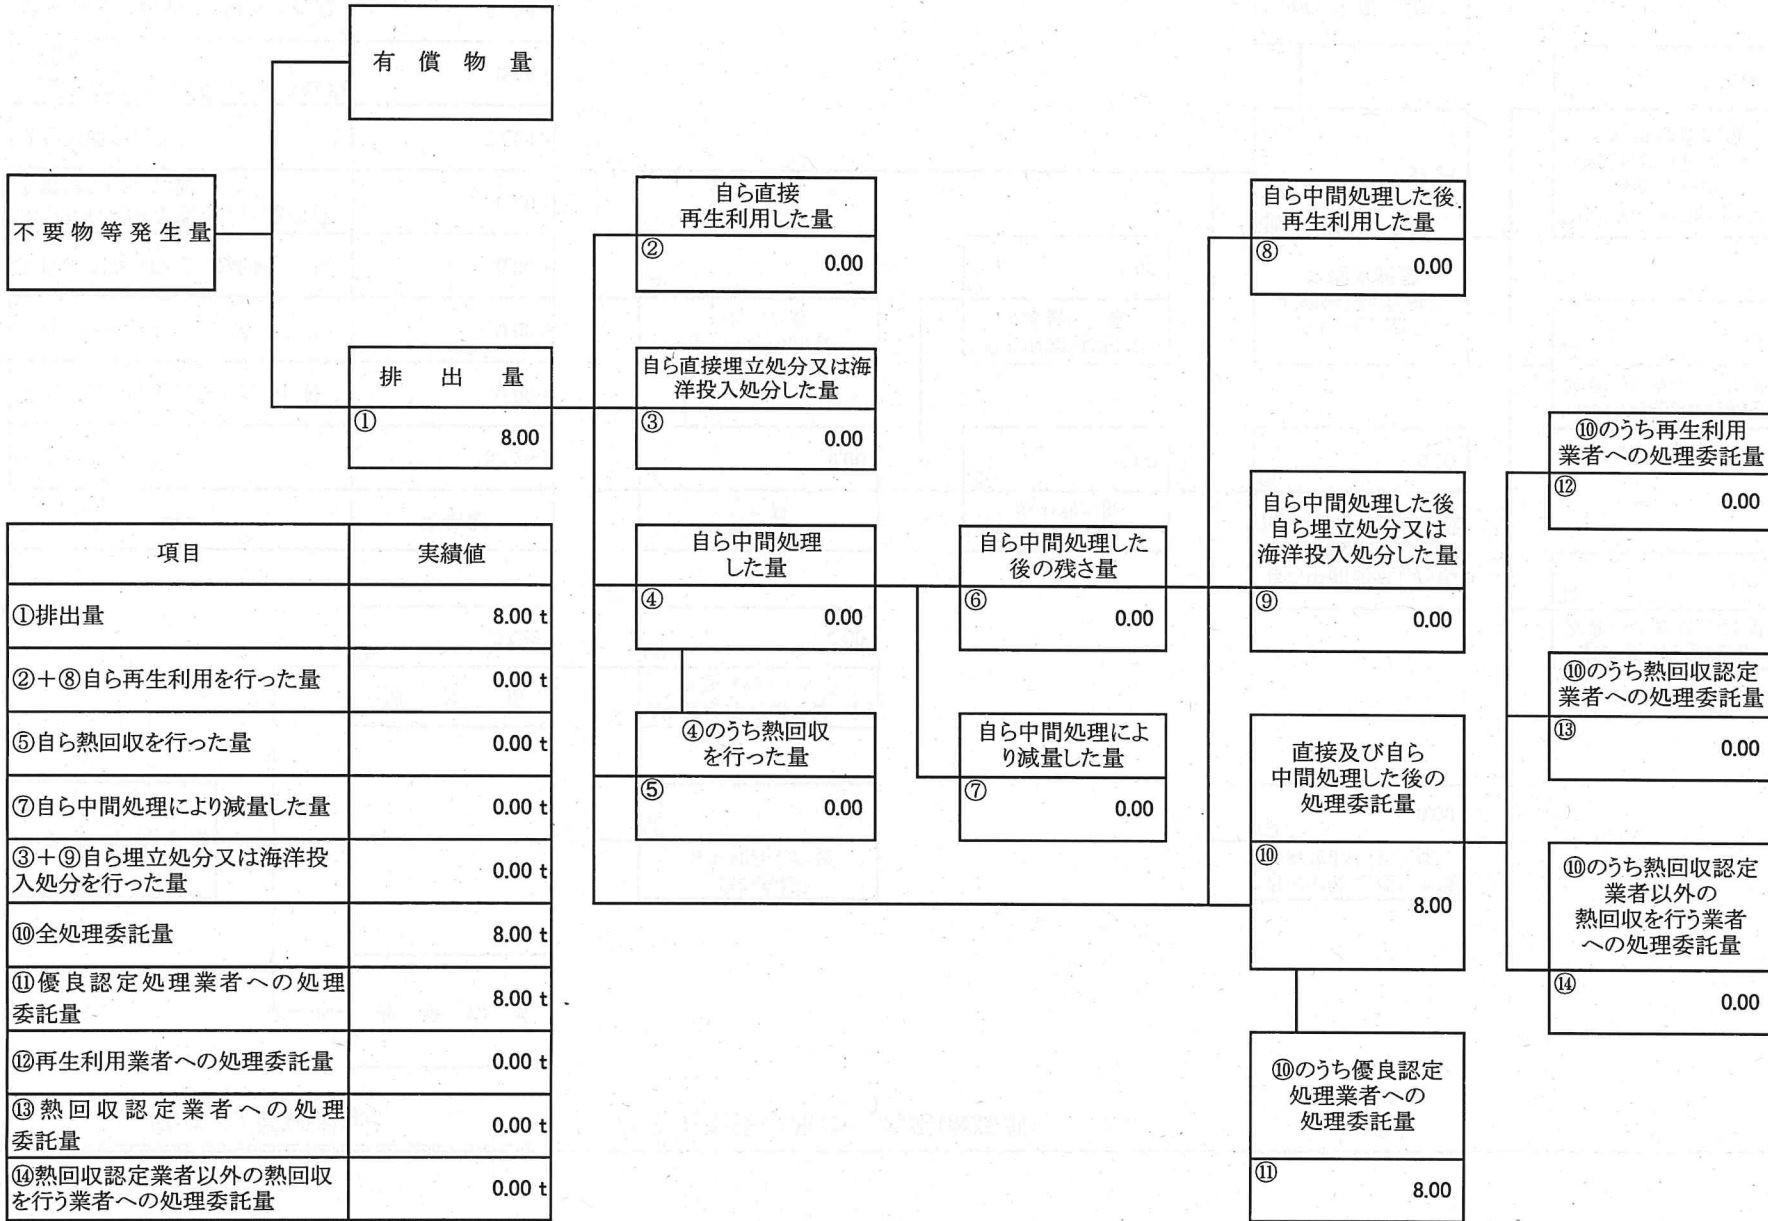 有償物量
不要物等発生量
排出量
①
8.00
自ら直接
再生利用した量
②
0.00
自ら直接埋立処分又は海
洋投入処分した量
③
0.00
自ら中間処理
した量
④
0.00
④のうち熱回収
を行った量
⑤
0.00
自ら中間処理した
後の残さ量
⑥
0.00
自ら中間処理によ
り減量した量
⑦
0.00
自ら中間処理した後
再生利用した量
⑧
0.00
自ら中間処理した後
自ら埋立処分又は
海洋投入処分した量
⑨
0.00
直接及び自ら
中間処理した後の
処理委託量
⑩
8.00
⑩のうち優良認定
処理業者への
処理委託量
⑪
8.00
⑩のうち再生利用
業者への処理委託量
⑫
0.00
⑩のうち熱回収認定
業者への処理委託量
⑬
0.00
⑩のうち熱回収認定
業者以外の
熱回収を行う業者
への処理委託量
⑭
0.00
項目 実績値
①排出量 8.00 t
②+⑧自ら再生利用を行った量 0.00 t
⑤自ら熱回収を行った量 0.00 t
⑦自ら中間処理により減量した量 0.00 t
③+⑨自ら埋立処分又は海洋投
入処分を行った量 0.00 t
⑩全処理委託量 8.00 t
⑪優良認定処理業者への処理
委託量 8.00 t
⑫再生利用業者への処理委託量 0.00 t
⑬熱回収認定業者への処理
委託量 0.00 t
⑭熱回収認定業者以外の熱回収
を行う業者への処理委託量 0.00 t